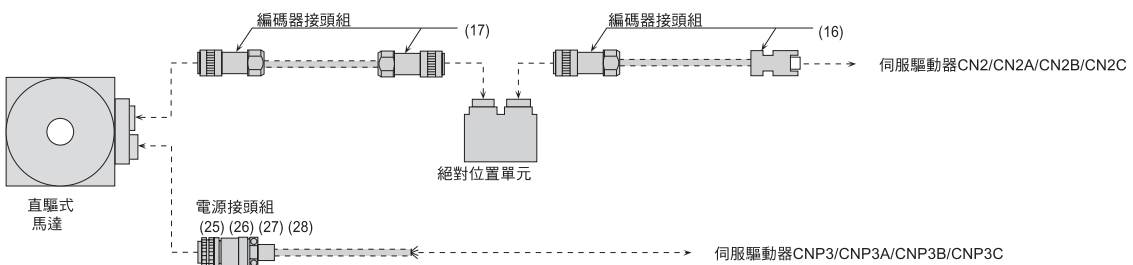 編碼器接頭組
(17)
編碼器接頭組
(16)
伺服驅動器CN2/CN2A/CN2B/CN2C
絕對位置單元
直驅式
馬達
電源接頭組
(25) (26) (27) (28)
伺服驅動器CNP3/CNP3A/CNP3B/CNP3C